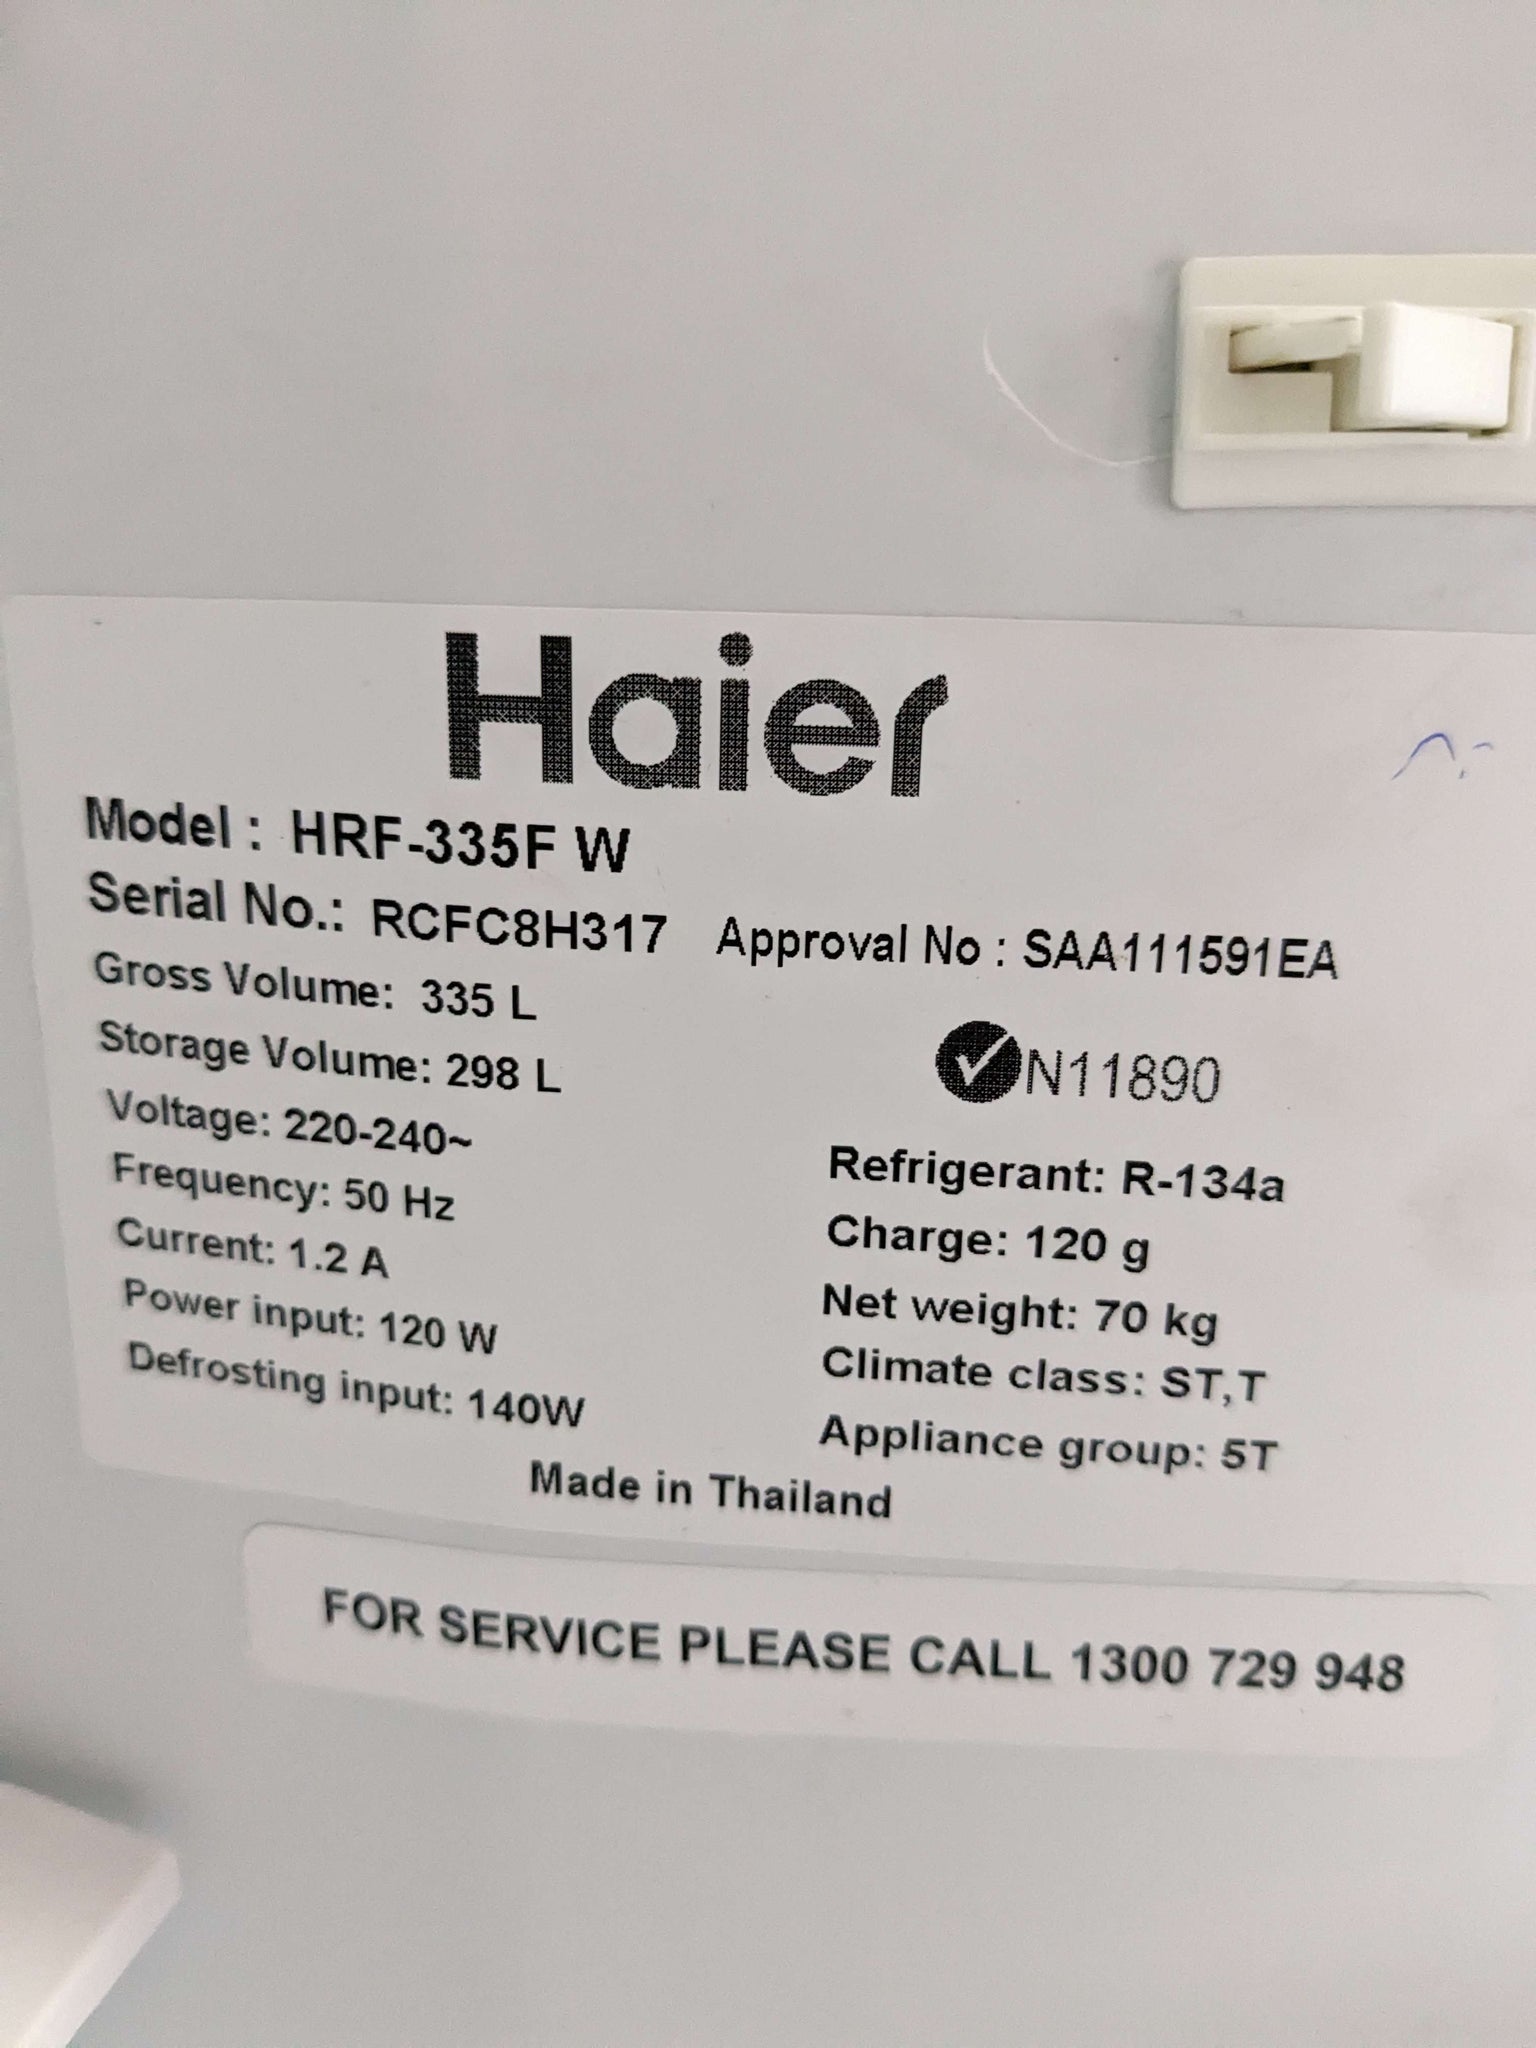 Haier
Model : HRF-335F W
Serial No.: RCFC8H317 Approval No : SAA111591EA
Gross Volume: 335 L
Storage Volume: 298 L
N11890
Voltage: 220-240~
Frequency: 50 Hz
Current: 1.2 A
Power input: 120 W
Defrosting input: 140W
Refrigerant: R-134a
Charge: 120 g
Net weight: 70 kg
Climate class: ST,T
Appliance group: 5T
Made in Thailand
FOR SERVICE PLEASE CALL 1300 729 948